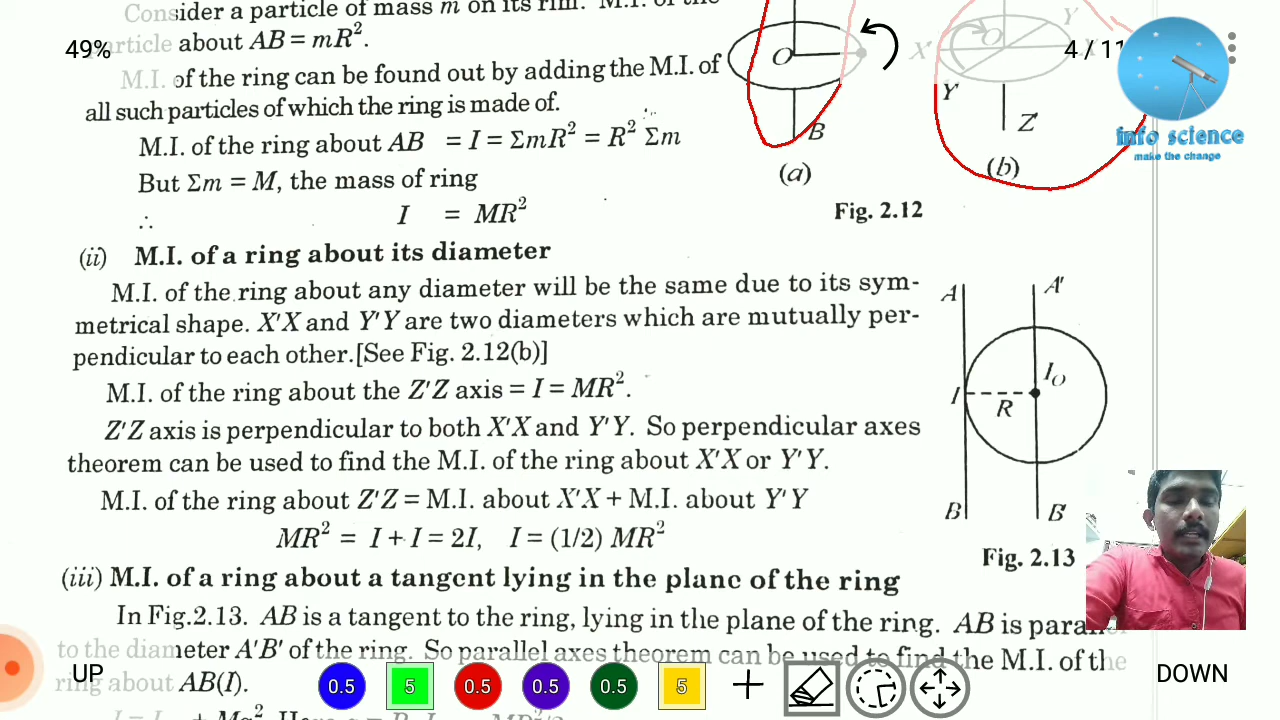 Consider a particle of mass m on its rim. M.I. of the
particle about AB = mR².
M.I. of the ring can be found out by adding the M.I. of
all such particles of which the ring is made of.
M.I. of the ring about AB = I = ΣmR² = R² Σm
But Σm = M, the mass of ring
∴ I = MR²
O
B
(a)
X'
O
Y
Y'
Z'
(b)
Fig. 2.12
49%
4 / 11
info science
make the change
(ii) M.I. of a ring about its diameter
M.I. of the ring about any diameter will be the same due to its sym-
metrical shape. X'X and Y'Y are two diameters which are mutually per-
pendicular to each other.[See Fig. 2.12(b)]
M.I. of the ring about the Z'Z axis = I = MR².
Z'Z axis is perpendicular to both X'X and Y'Y. So perpendicular axes
theorem can be used to find the M.I. of the ring about X'X or Y'Y.
M.I. of the ring about Z'Z = M.I. about X'X + M.I. about Y'Y
MR² = I + I = 2I, I = (1/2) MR²
A
A'
I
I₀
R
B
B'
Fig. 2.13
(iii) M.I. of a ring about a tangent lying in the plane of the ring
In Fig.2.13. AB is a tangent to the ring, lying in the plane of the ring. AB is
to the diameter A'B' of the ring. So parallel axes theorem can be used to find the M.I. of the
ring about AB(I).
UP
0.5
5
0.5
0.5
0.5
5
DOWN